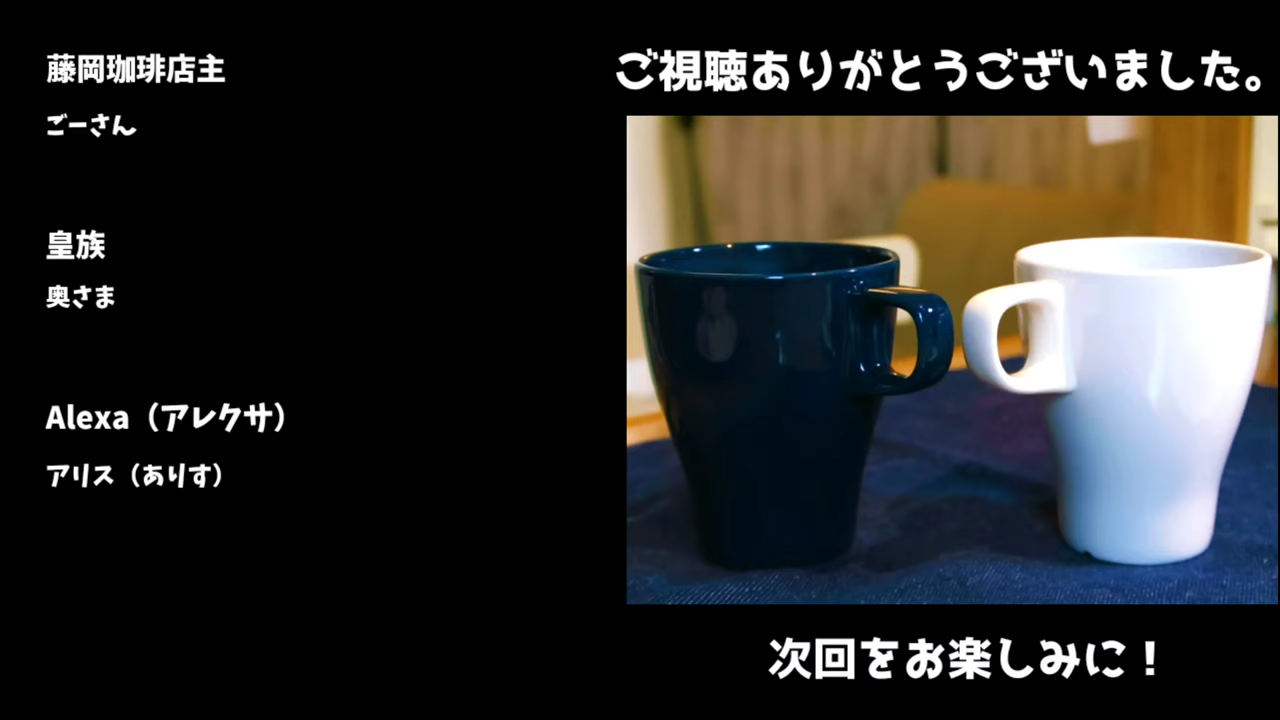 藤岡珈琲店主
ごーさん
皇族
奥さま
Alexa（アレクサ）
アリス（ありす）
ご視聴ありがとうございました。
次回をお楽しみに！